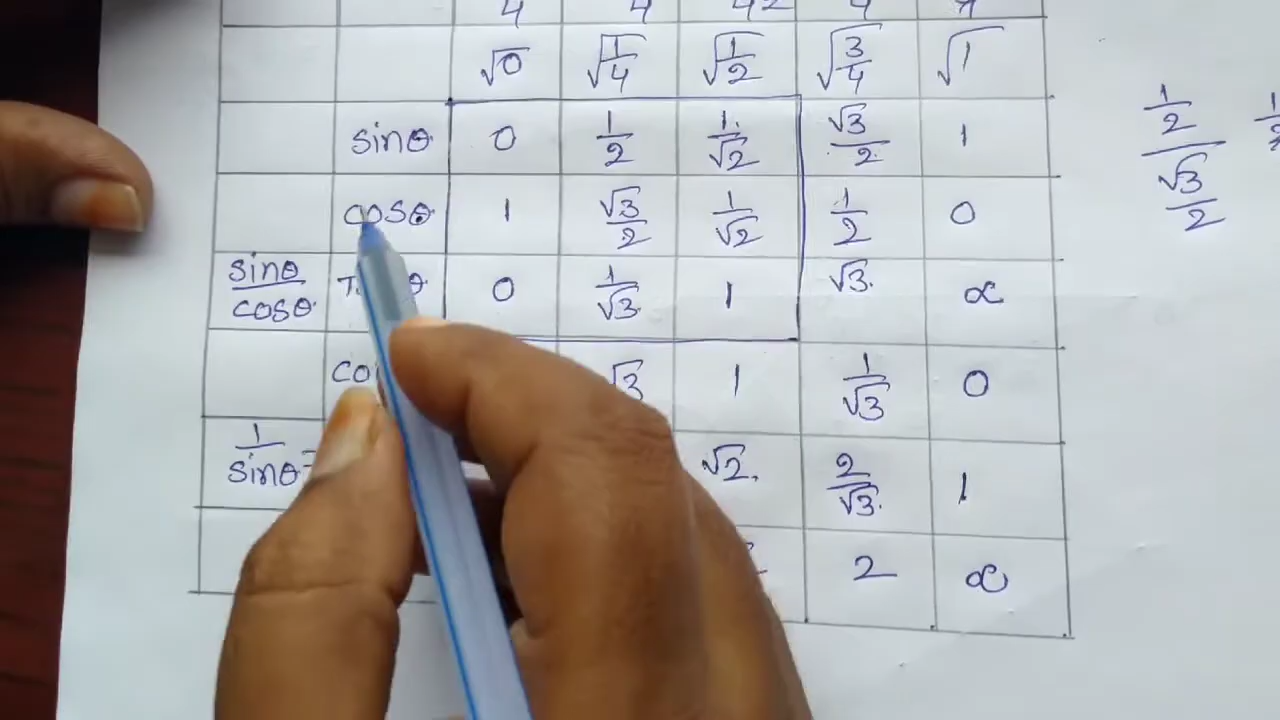 4 4 4 2 4 4
√0 √1/4 √1/2 √3/4 √1
sinθ 0 1/2 1/√2 √3/2 1
cosθ 1 √3/2 1/√2 1/2 0
sinθ/cosθ 0 1/√3 1 √3 ∝
√3 1 1/√3 0
1/sinθ √2 2/√3 1
2 ∝
1/2
√3/2